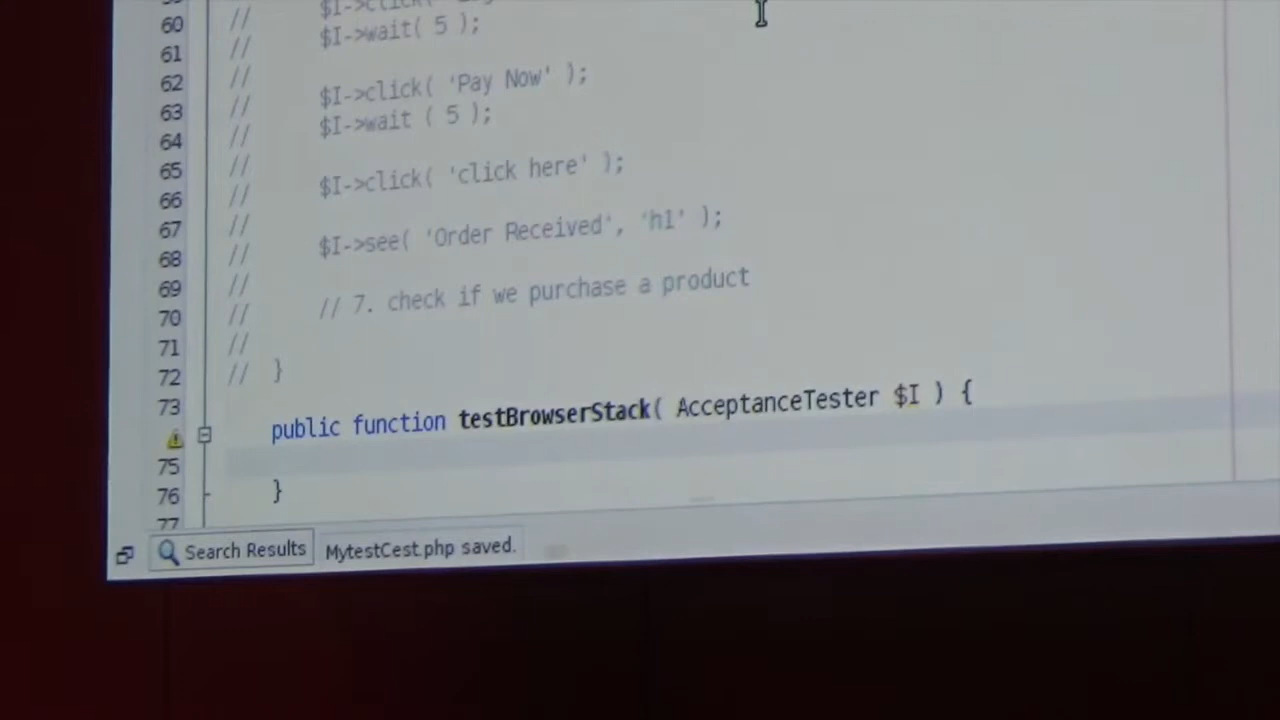 60 // $I->click(
61 // $I->wait( 5 );
//
62 // $I->click( 'Pay Now' );
63 // $I->wait ( 5 );
64 //
65 // $I->click( 'click here' );
66 //
67 // $I->see( 'Order Received', 'h1' );
68 //
69 // // 7. check if we purchase a product
70 //
71 //
72 // }
73
public function testBrowserStack( AcceptanceTester $I ) {
75
76 }
77
Search Results MytestCest.php saved.